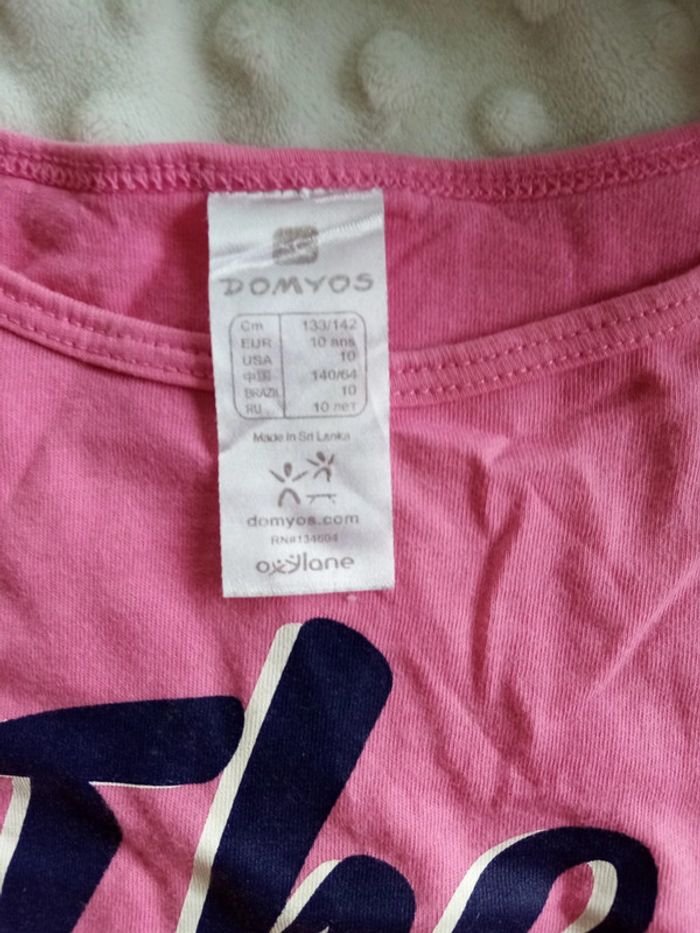 DOMYOS
Cm 133/142
EUR 10 ans
USA 10
中国 140/64
BRAZIL 10
RU 10 лет
Made in Sri Lanka
domyos.com
RN#134604
oxylane
The